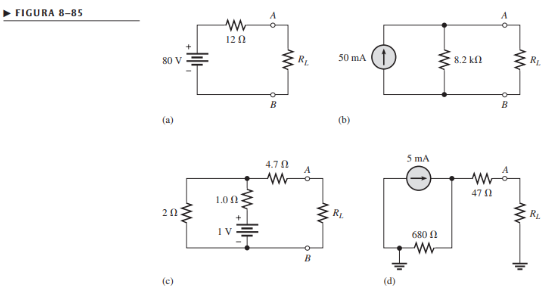 ▶ FIGURA 8–85
A
12 Ω
+
80 V
–
R_L
B
(a)
A
50 mA
8.2 kΩ
R_L
B
(b)
4.7 Ω
A
1.0 Ω
2 Ω
+
1 V
–
R_L
B
(c)
5 mA
A
47 Ω
R_L
680 Ω
(d)